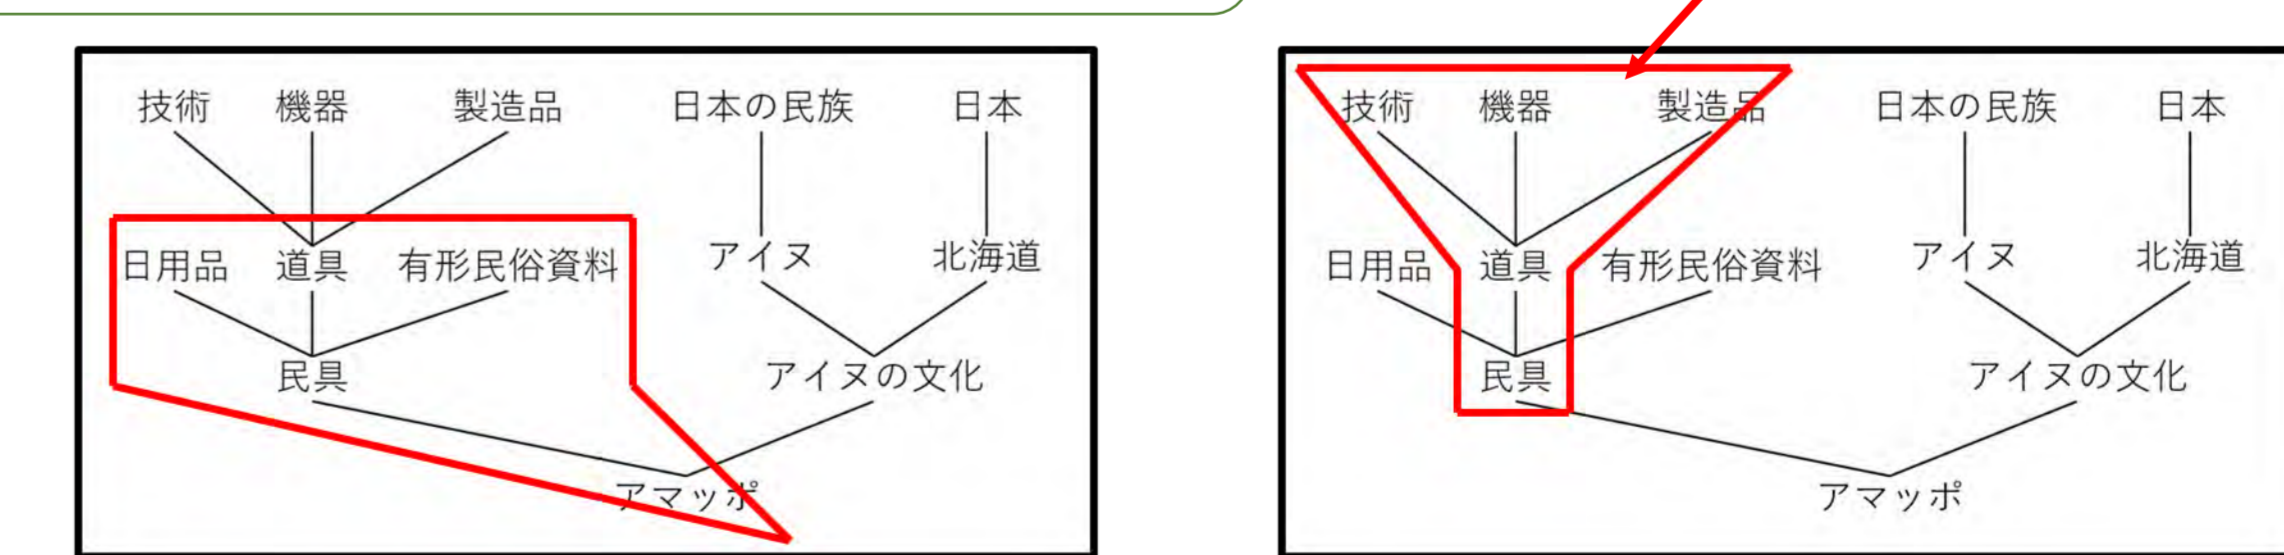 技術 機器 製造品 日本の民族 日本
日用品 道具 有形民俗資料 アイヌ 北海道
民具 アイヌの文化
アマッポ
技術 機器 製造品 日本の民族 日本
日用品 道具 有形民俗資料 アイヌ 北海道
民具 アイヌの文化
アマッポ